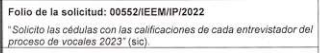 Folio de la solicitud: 00552/IEEM/IP/2022
"Solicito las cédulas con las calificaciones de cada entrevistador del
proceso de vocales 2023" (sic).